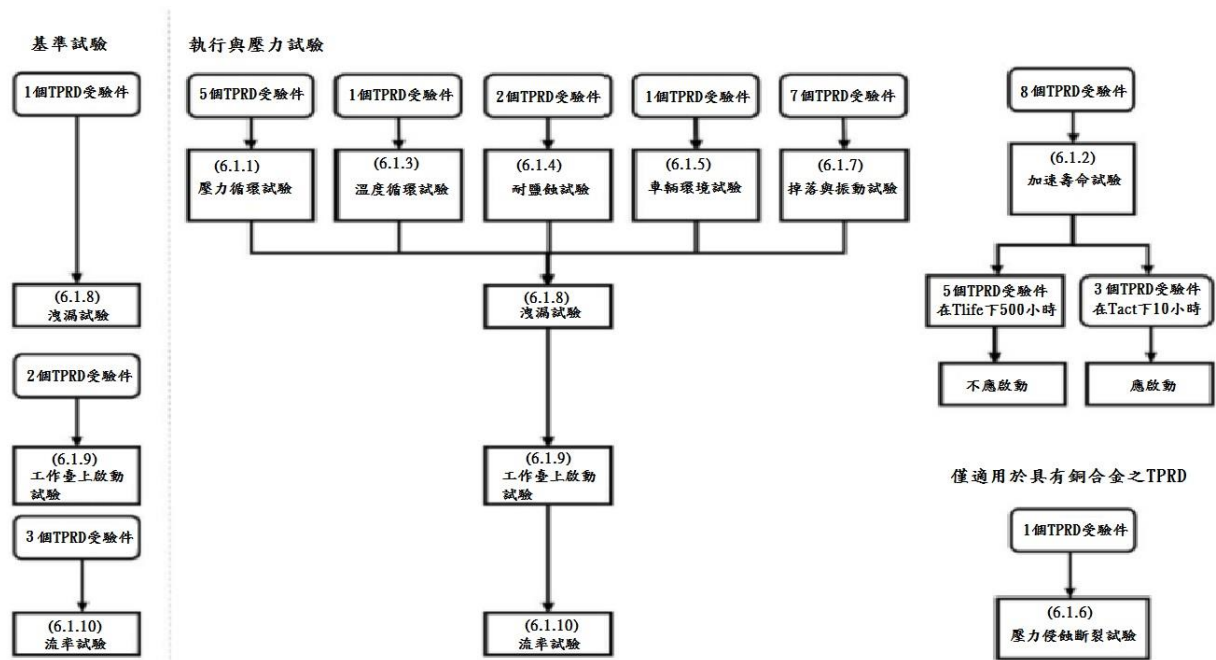 基準試驗
執行與壓力試驗
1個TPRD受驗件
5個TPRD受驗件
1個TPRD受驗件
2個TPRD受驗件
1個TPRD受驗件
7個TPRD受驗件
8個TPRD受驗件
(6.1.1)
壓力循環試驗
(6.1.3)
溫度循環試驗
(6.1.4)
耐鹽蝕試驗
(6.1.5)
車輛環境試驗
(6.1.7)
掉落與振動試驗
(6.1.2)
加速壽命試驗
(6.1.8)
洩漏試驗
(6.1.8)
洩漏試驗
5個TPRD受驗件
在Tlife下500小時
3個TPRD受驗件
在Tact下10小時
2個TPRD受驗件
不應啟動
應啟動
(6.1.9)
工作臺上啟動
試驗
(6.1.9)
工作臺上啟動
試驗
僅適用於具有銅合金之TPRD
3個TPRD受驗件
1個TPRD受驗件
(6.1.10)
流率試驗
(6.1.10)
流率試驗
(6.1.6)
壓力侵蝕斷裂試驗